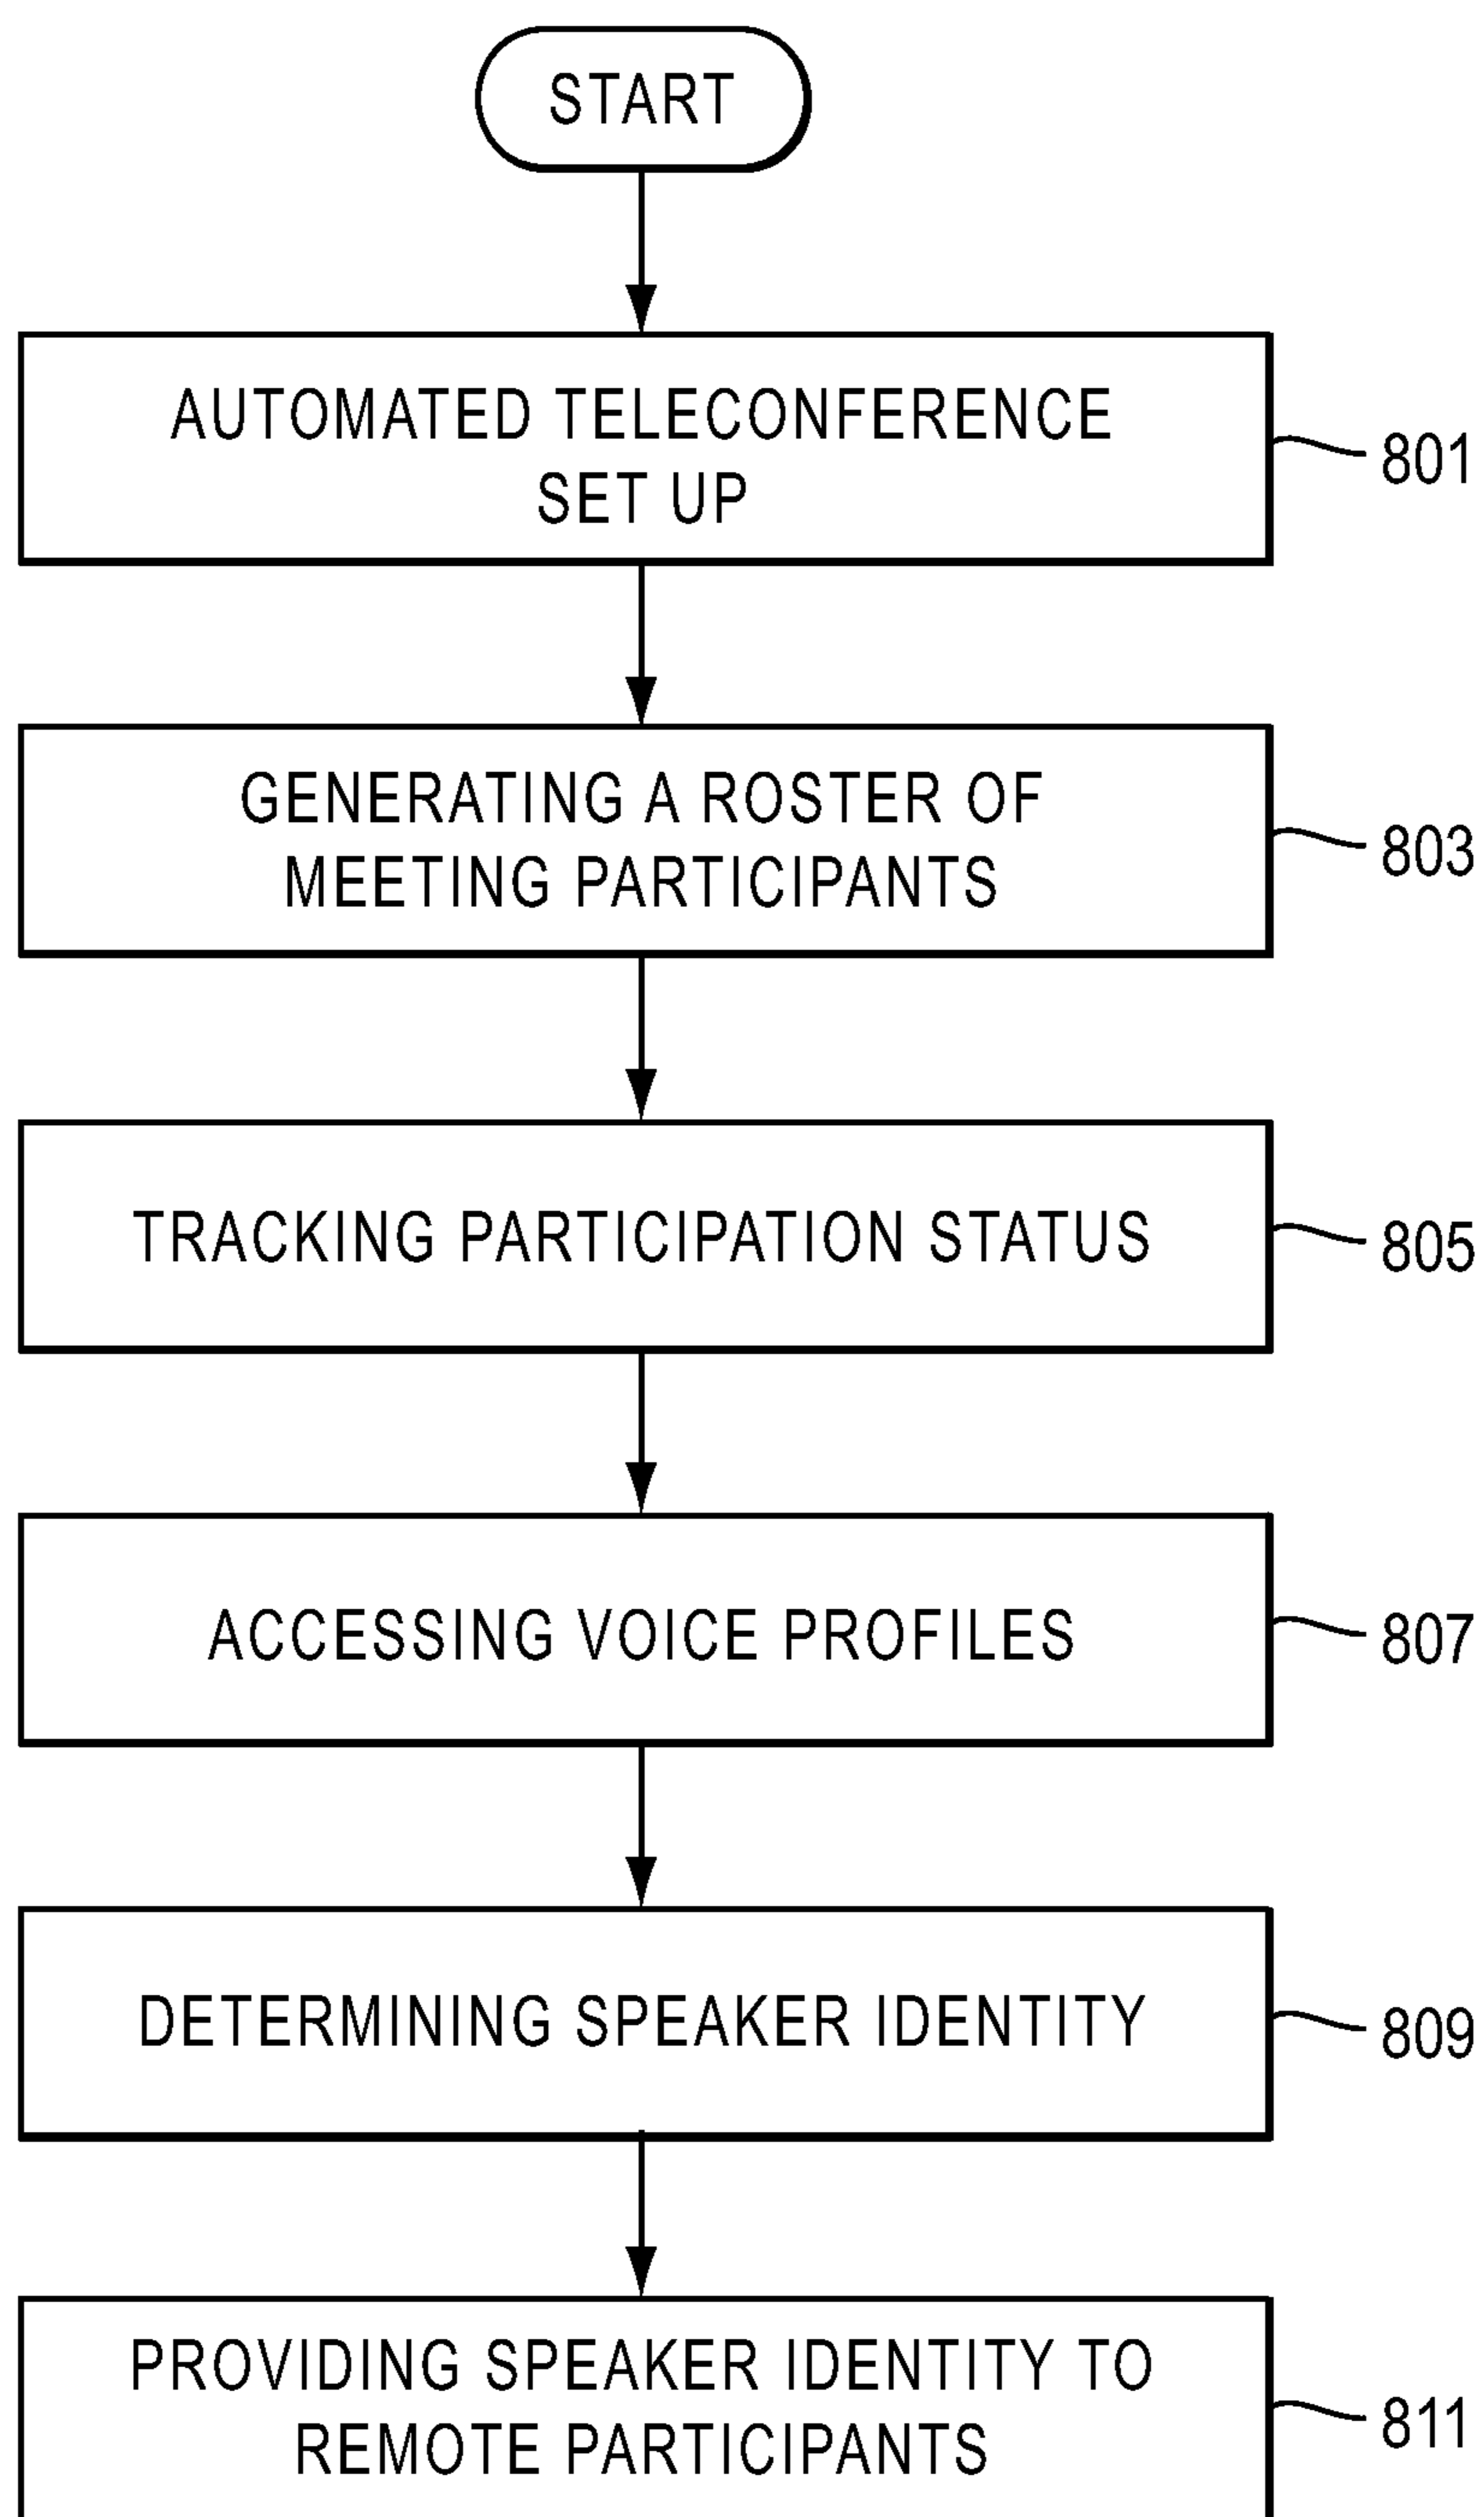 START
AUTOMATED TELECONFERENCE
SET UP
801
GENERATING A ROSTER OF
MEETING PARTICIPANTS
803
TRACKING PARTICIPATION STATUS
805
ACCESSING VOICE PROFILES
807
DETERMINING SPEAKER IDENTITY
809
PROVIDING SPEAKER IDENTITY TO
REMOTE PARTICIPANTS
811